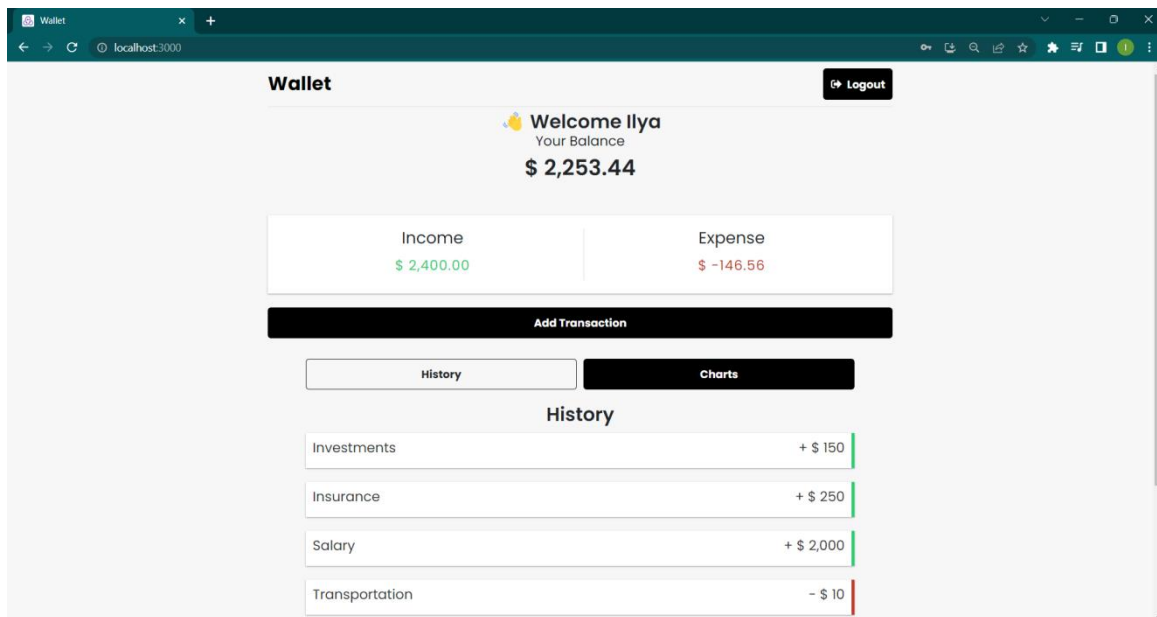 Wallet
localhost:3000
I
Wallet
Logout
👋 Welcome Ilya
Your Balance
$ 2,253.44
Income
Expense
$ 2,400.00
$ -146.56
Add Transaction
History
Charts
History
Investments
+ $ 150
Insurance
+ $ 250
Salary
+ $ 2,000
Transportation
- $ 10